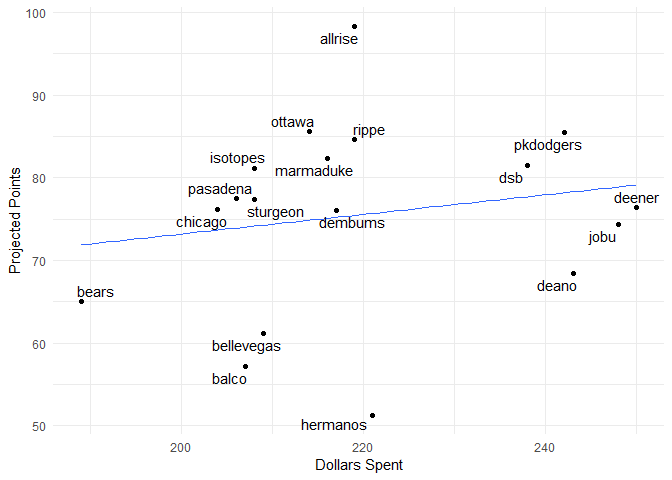 100
allrise
90
ottawa
rippe
pkdodgers
isotopes
marmaduke
dsb
80
pasadena
deener
chicago
sturgeon
dembums
jobu
70
deano
bears
60
bellevegas
balco
50
hermanos
200
220
240
Dollars Spent
Projected Points